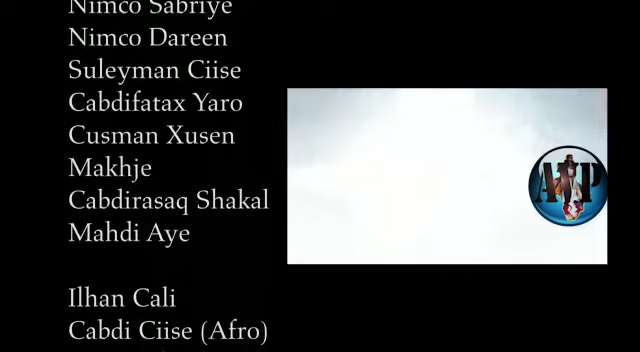 Nimco Sabriye
Nimco Dareen
Suleyman Ciise
Cabdifatax Yaro
Cusman Xusen
Makhje
Cabdirasaq Shakal
Mahdi Aye
Ilhan Cali
Cabdi Ciise (Afro)